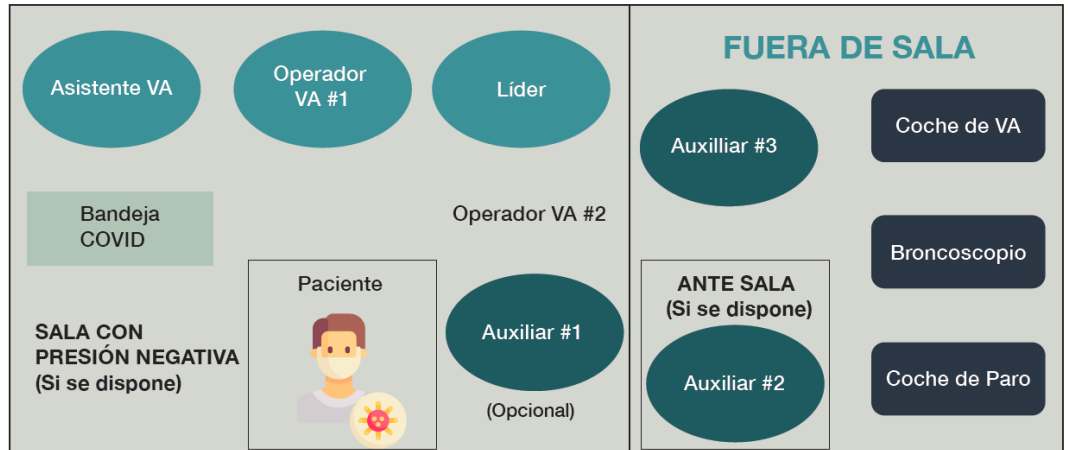 Asistente VA
Operador
VA #1
Líder
Bandeja
COVID
Operador VA #2
Paciente
SALA CON
PRESIÓN NEGATIVA
(Si se dispone)
Auxiliar #1
(Opcional)
FUERA DE SALA
Auxilliar #3
Coche de VA
Broncoscopio
ANTE SALA
(Si se dispone)
Auxiliar #2
Coche de Paro